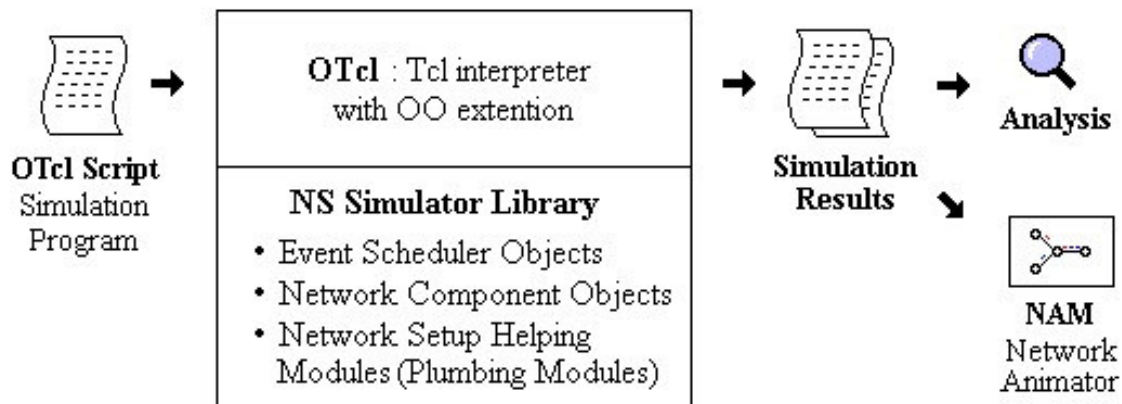 OTcl Script
Simulation
Program
OTcl : Tcl interpreter
with OO extention
NS Simulator Library
• Event Scheduler Objects
• Network Component Objects
• Network Setup Helping
Modules (Plumbing Modules)
Simulation
Results
Analysis
NAM
Network
Animator